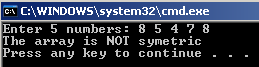 C:\WINDOWS\system32\cmd.exe
Enter 5 numbers: 8 5 4 7 8
The array is NOT symetric
Press any key to continue . . .